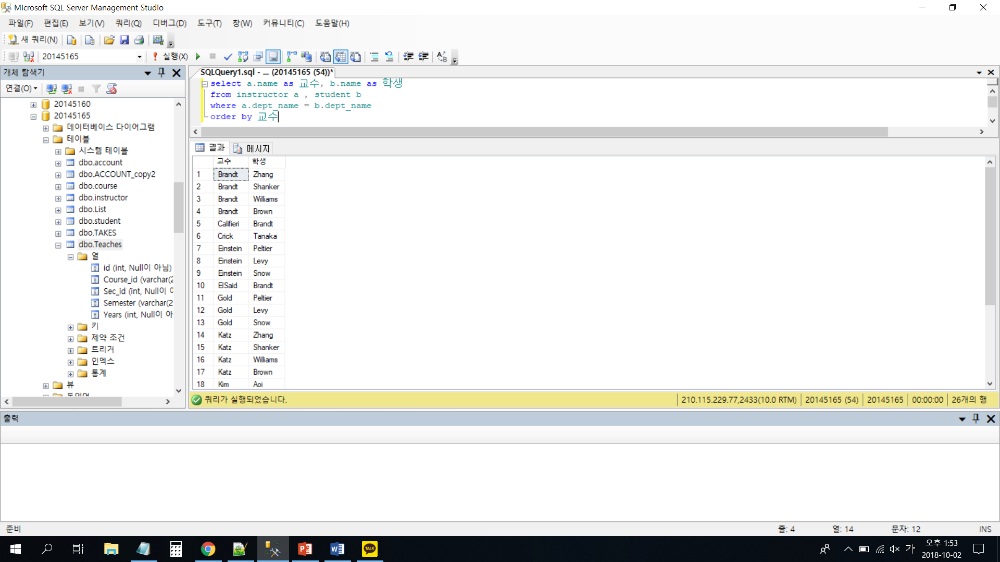 Microsoft SQL Server Management Studio
파일(F) 편집(E) 보기(V) 쿼리(Q) 디버그(D) 도구(T) 창(W) 커뮤니티(C) 도움말(H)
새 쿼리(N)
20145165 실행(X)
개체 탐색기
연결(O)
20145160
20145165
데이터베이스 다이어그램
테이블
시스템 테이블
dbo.account
dbo.ACCOUNT_copy2
dbo.course
dbo.instructor
dbo.List
dbo.student
dbo.TAKES
dbo.Teaches
열
id (int, Null이 아님)
Course_id (varchar(2
Sec_id (int, Null이
Semester (varchar(2
Years (int, Null이 아
키
제약 조건
트리거
인덱스
통계
뷰
SQLQuery1.sql - ... (20145165 (54))*
select a.name as 교수, b.name as 학생
from instructor a , student b
where a.dept_name = b.dept_name
order by 교수
결과 메시지
교수 학생
1 Brandt Zhang
2 Brandt Shanker
3 Brandt Williams
4 Brandt Brown
5 Califieri Brandt
6 Crick Tanaka
7 Einstein Peltier
8 Einstein Levy
9 Einstein Snow
10 ElSaid Brandt
11 Gold Peltier
12 Gold Levy
13 Gold Snow
14 Katz Zhang
15 Katz Shanker
16 Katz Williams
17 Katz Brown
18 Kim Aoi
쿼리가 실행되었습니다. 210.115.229.77,2433(10.0 RTM) 20145165 (54) 20145165 00:00:00 26개의 행
출력
준비 줄: 4 열: 14 문자: 12 INS
TALK
가 오후 1:53
2018-10-02